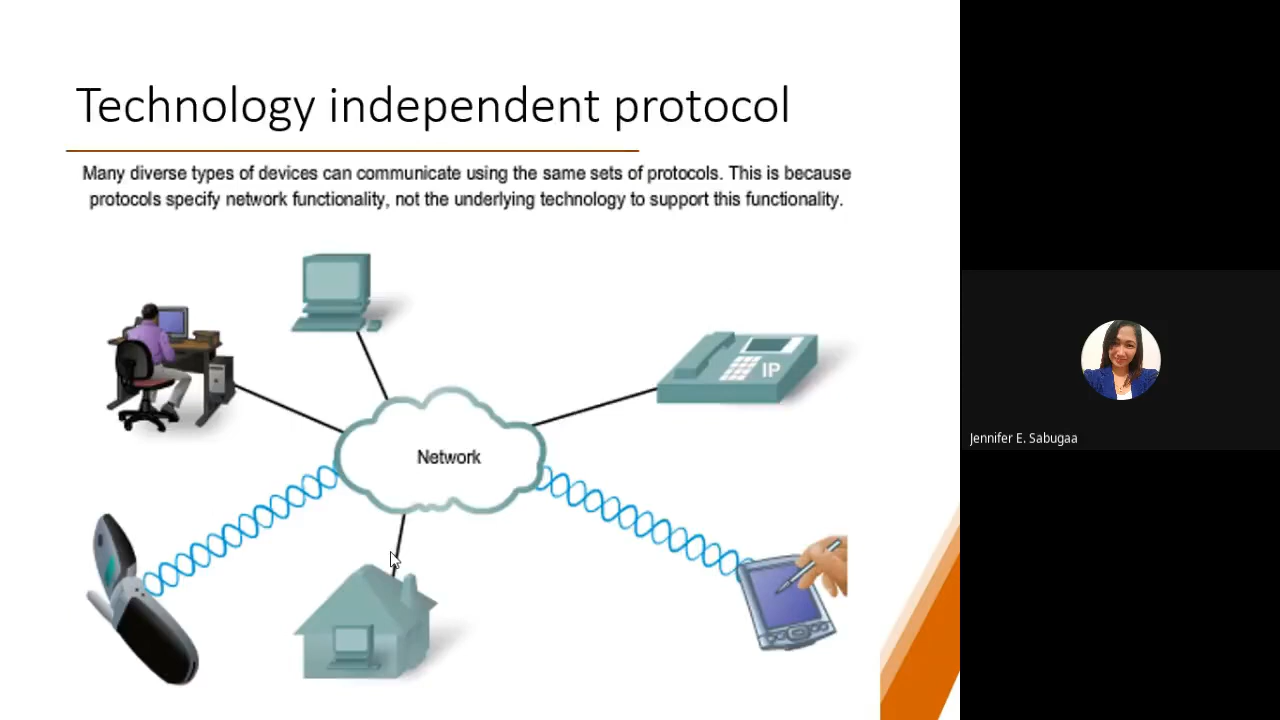 Technology independent protocol
Many diverse types of devices can communicate using the same sets of protocols. This is because
protocols specify network functionality, not the underlying technology to support this functionality.
IP
Network
Jennifer E. Sabugaa